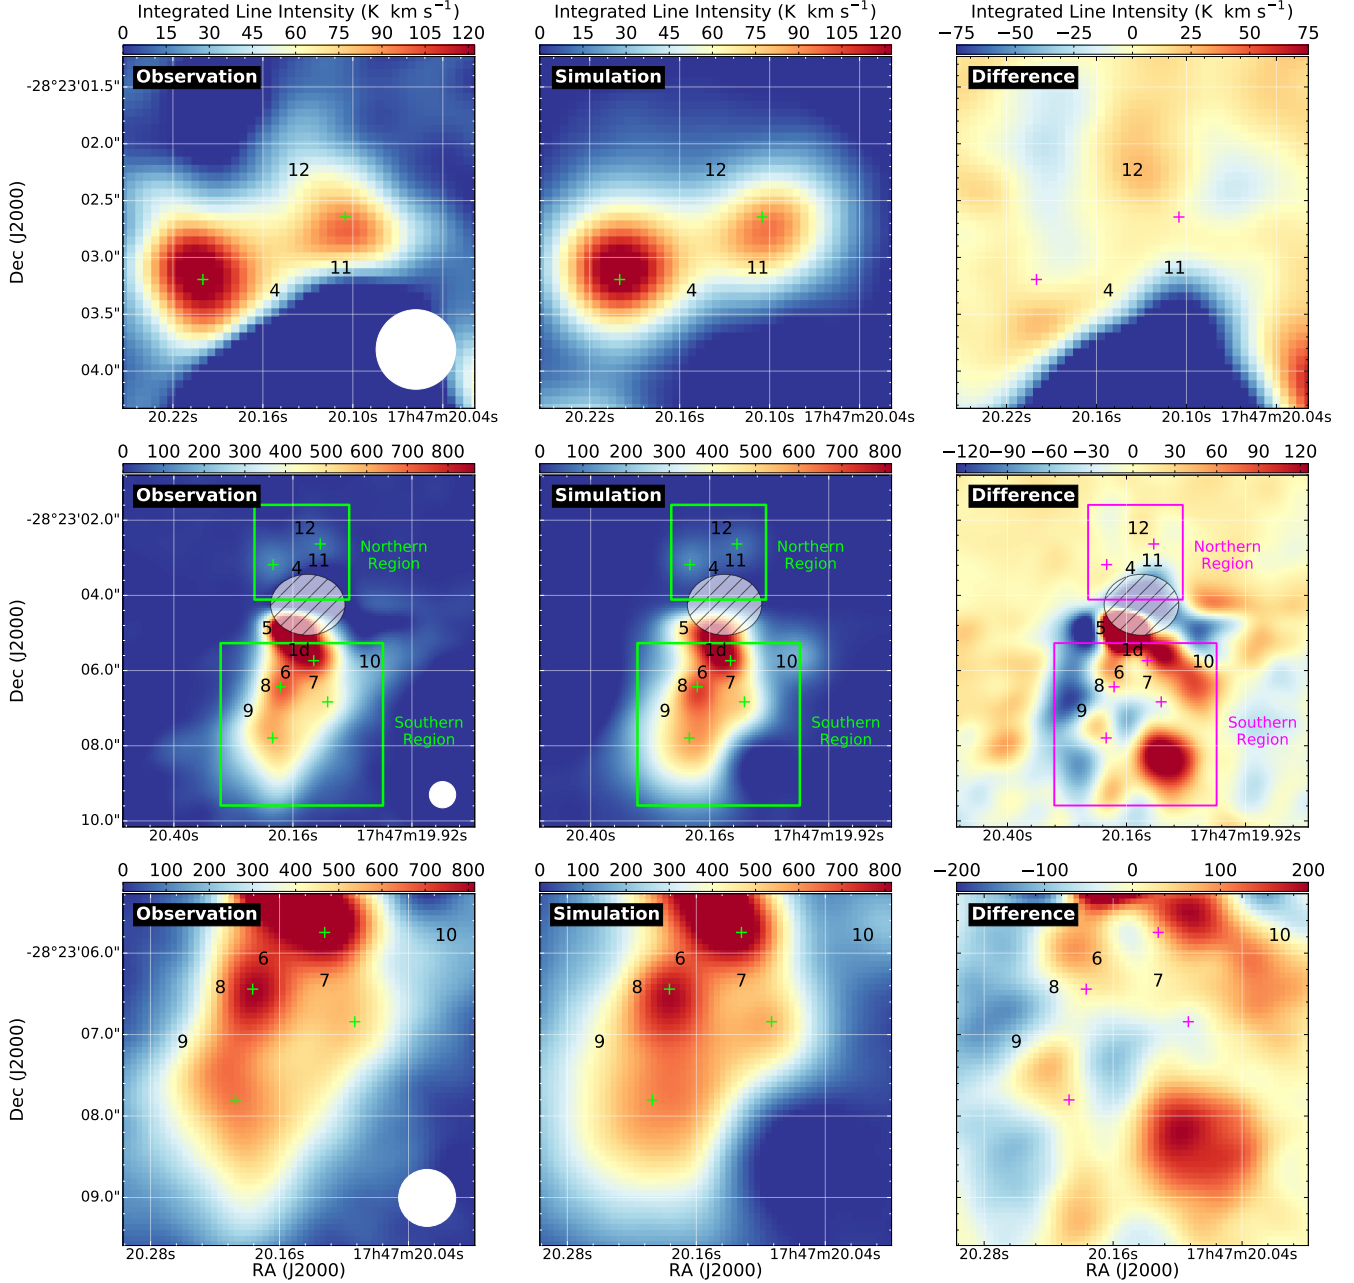 Integrated Line Intensity (K km s⁻¹) Integrated Line Intensity (K km s⁻¹) Integrated Line Intensity (K km s⁻¹)
0 15 30 45 60 75 90 105 120 0 15 30 45 60 75 90 105 120 −75 −50 −25 0 25 50 75
Observation Simulation Difference
-28°23'01.5"
02.0"
12 12 12
02.5"
Dec (J2000)
03.0"
11 11 11
4 4 4
03.5"
04.0"
20.22s 20.16s 20.10s 17h47m20.04s 20.22s 20.16s 20.10s 17h47m20.04s 20.22s 20.16s 20.10s 17h47m20.04s
0 100 200 300 400 500 600 700 800 0 100 200 300 400 500 600 700 800 −120 −90 −60 −30 0 30 60 90 120
Observation Simulation Difference
-28°23'02.0"
12 12 12
Northern Northern Northern
11 11 11
Region Region Region
4 4 4
04.0"
5 5 5
1d 1d 1d
10 10 10
06.0"
6 6 6
7 7 7
8 8 8
Dec (J2000)
9 9 9
Southern Southern Southern
Region Region Region
08.0"
10.0"
20.40s 20.16s 17h47m19.92s 20.40s 20.16s 17h47m19.92s 20.40s 20.16s 17h47m19.92s
0 100 200 300 400 500 600 700 800 0 100 200 300 400 500 600 700 800 −200 −100 0 100 200
Observation Simulation Difference
10 10 10
-28°23'06.0"
6 6 6
7 7 7
8 8 8
07.0"
9 9 9
Dec (J2000)
08.0"
09.0"
20.28s 20.16s 17h47m20.04s 20.28s 20.16s 17h47m20.04s 20.28s 20.16s 17h47m20.04s
RA (J2000) RA (J2000) RA (J2000)